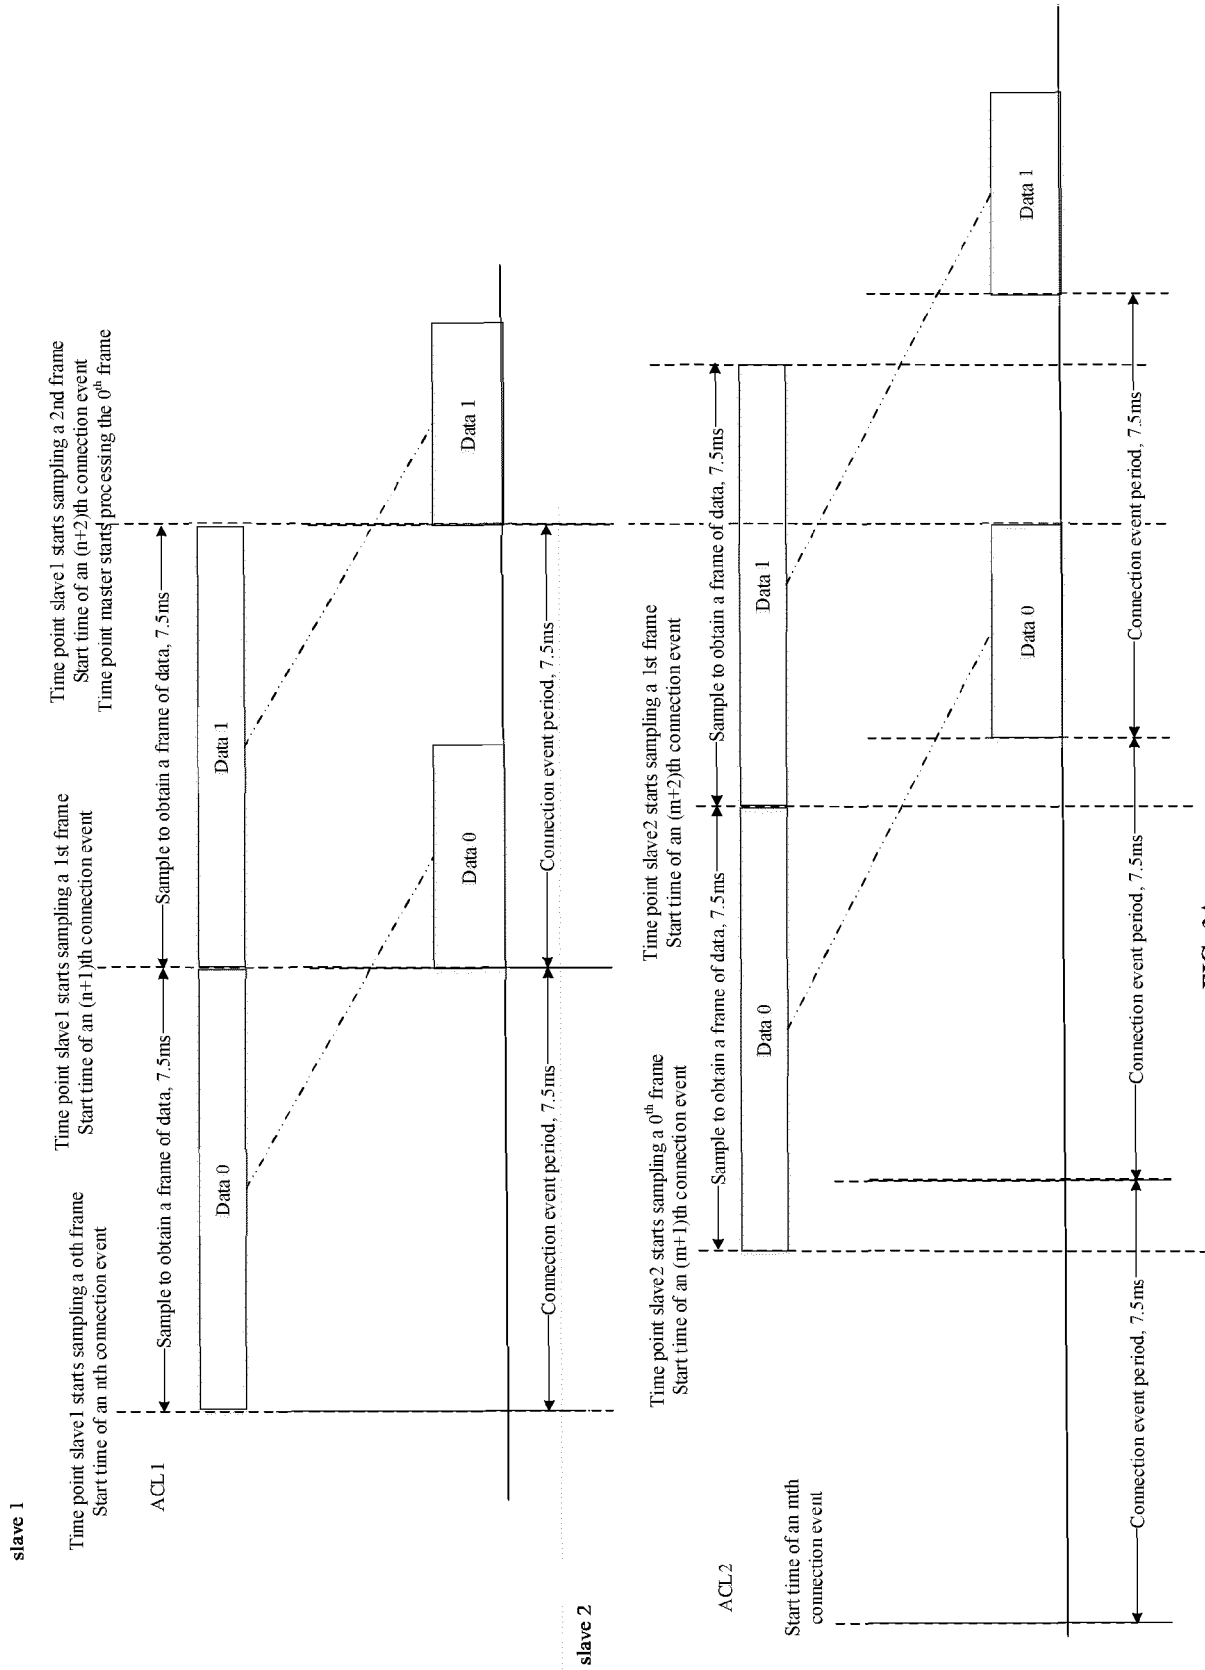 slave 1
Time point slave1 starts sampling a oth frame
Start time of an nth connection event
Time point slave1 starts sampling a 1st frame
Start time of an (n+1)th connection event
Time point slave1 starts sampling a 2nd frame
Start time of an (n+2)th connection event
Time point master starts processing the 0th frame
ACL1
Sample to obtain a frame of data, 7.5ms
Sample to obtain a frame of data, 7.5ms
Data 0
Data 1
Data 0
Data 1
Connection event period, 7.5ms
Connection event period, 7.5ms
slave 2
Time point slave2 starts sampling a 0th frame
Start time of an (m+1)th connection event
Time point slave2 starts sampling a 1st frame
Start time of an (m+2)th connection event
ACL2
Sample to obtain a frame of data, 7.5ms
Sample to obtain a frame of data, 7.5ms
Data 0
Data 1
Start time of an mth
connection event
Data 0
Data 1
Connection event period, 7.5ms
Connection event period, 7.5ms
Connection event period, 7.5ms